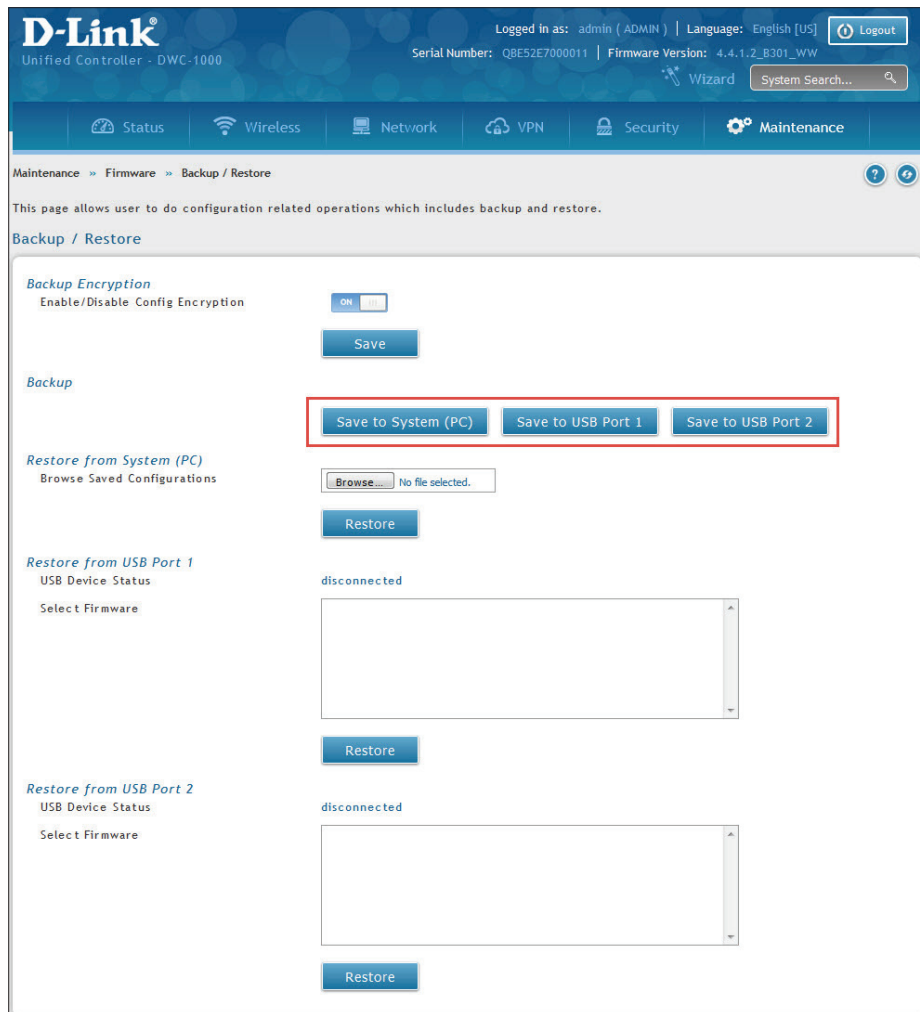 D-Link®
Unified Controller - DWC-1000
Logged in as: admin ( ADMIN ) | Language: English [US]
Logout
Serial Number: QBE52E7000011 | Firmware Version: 4.4.1.2_B301_WW
Wizard
System Search...
Status Wireless Network VPN Security Maintenance
Maintenance » Firmware » Backup / Restore
?
This page allows user to do configuration related operations which includes backup and restore.
Backup / Restore
Backup Encryption
Enable/Disable Config Encryption
ON
Save
Backup
Save to System (PC) Save to USB Port 1 Save to USB Port 2
Restore from System (PC)
Browse Saved Configurations
Browse... No file selected.
Restore
Restore from USB Port 1
USB Device Status disconnected
Select Firmware
Restore
Restore from USB Port 2
USB Device Status disconnected
Select Firmware
Restore